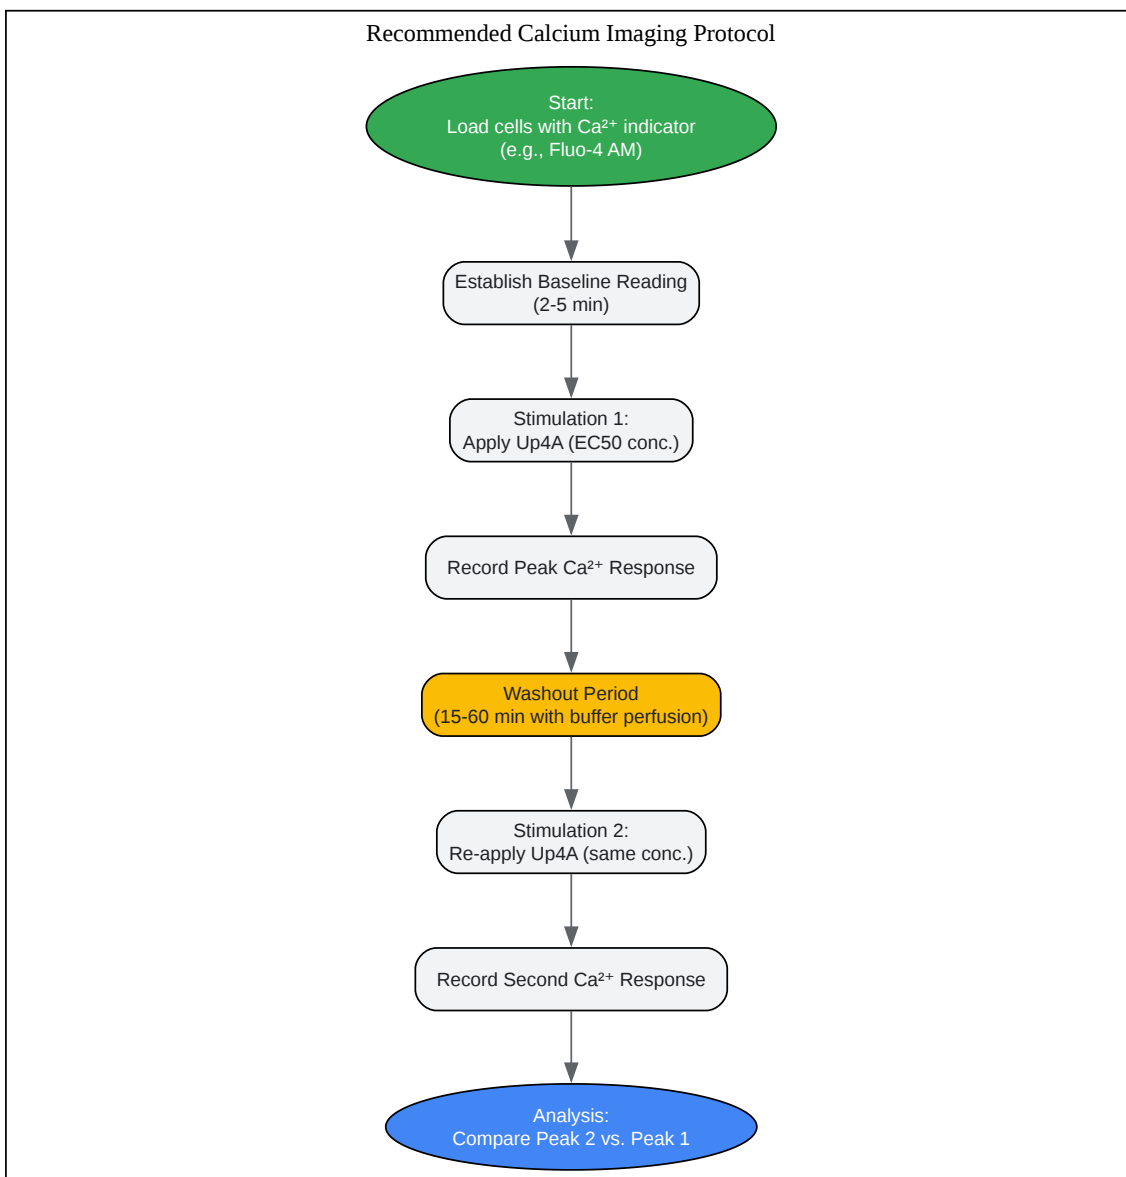 Recommended Calcium Imaging Protocol
Start:
Load cells with Ca²⁺ indicator
(e.g., Fluo-4 AM)
Establish Baseline Reading
(2-5 min)
Stimulation 1:
Apply Up4A (EC50 conc.)
Record Peak Ca²⁺ Response
Washout Period
(15-60 min with buffer perfusion)
Stimulation 2:
Re-apply Up4A (same conc.)
Record Second Ca²⁺ Response
Analysis:
Compare Peak 2 vs. Peak 1